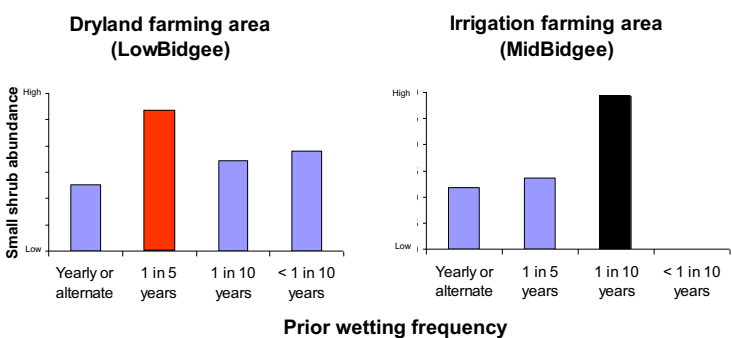 Dryland farming area
(LowBidgee)
Small shrub abundance
High
Low
Yearly or
alternate
1 in 5
years
1 in 10
years
< 1 in 10
years
Irrigation farming area
(MidBidgee)
High
Low
Yearly or
alternate
1 in 5
years
1 in 10
years
< 1 in 10
years
Prior wetting frequency